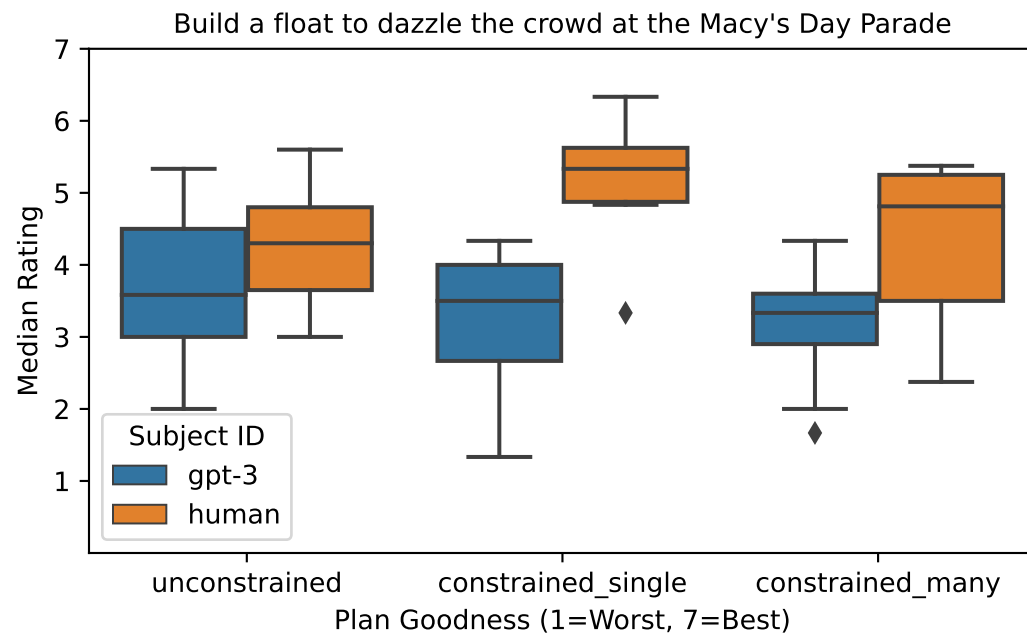 Build a float to dazzle the crowd at the Macy's Day Parade
7
6
5
4
3
2
1
Median Rating
Subject ID
gpt-3
human
unconstrained constrained_single constrained_many
Plan Goodness (1=Worst, 7=Best)